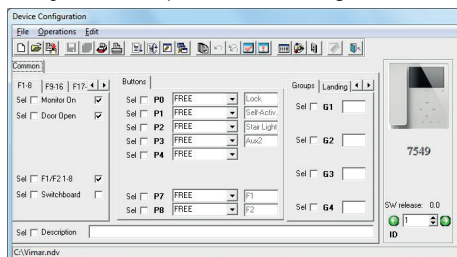 Device Configuration
File Operations Edit
Common
F1-8 F9-16 F17-
Sel Monitor On
Sel Door Open
Sel F1/F2 1-8
Sel Switchboard
Buttons
Sel P0 FREE Lock
Sel P1 FREE Self-Activ.
Sel P2 FREE Stair Light
Sel P3 FREE Aux2
Sel P4 FREE
Sel P7 FREE F1
Sel P8 FREE F2
Groups Landing
Sel G1
Sel G2
Sel G3
Sel G4
7549
SW release: 0.0
1
ID
Sel Description
C:\Vimar.ndv